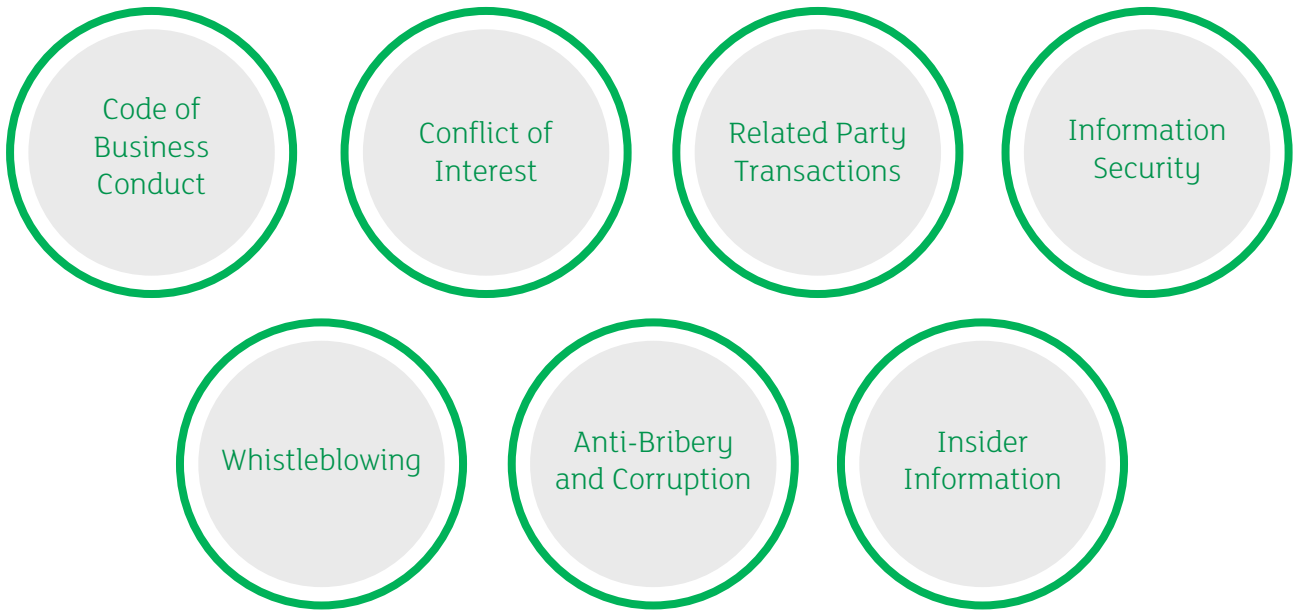 Code of
Business
Conduct
Conflict of
Interest
Related Party
Transactions
Information
Security
Whistleblowing
Anti-Bribery
and Corruption
Insider
Information